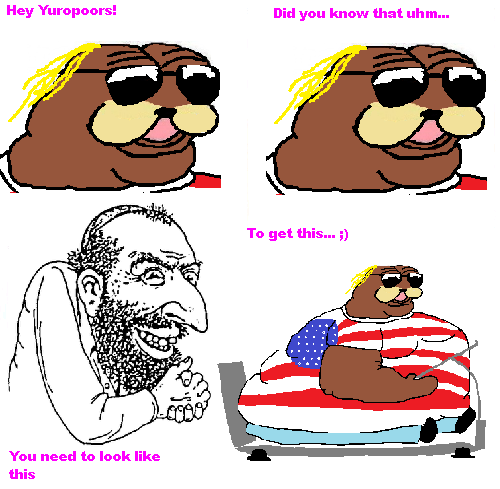 Hey Yuropoors!
Did you know that uhm...
You need to look like
this
To get this... ;)